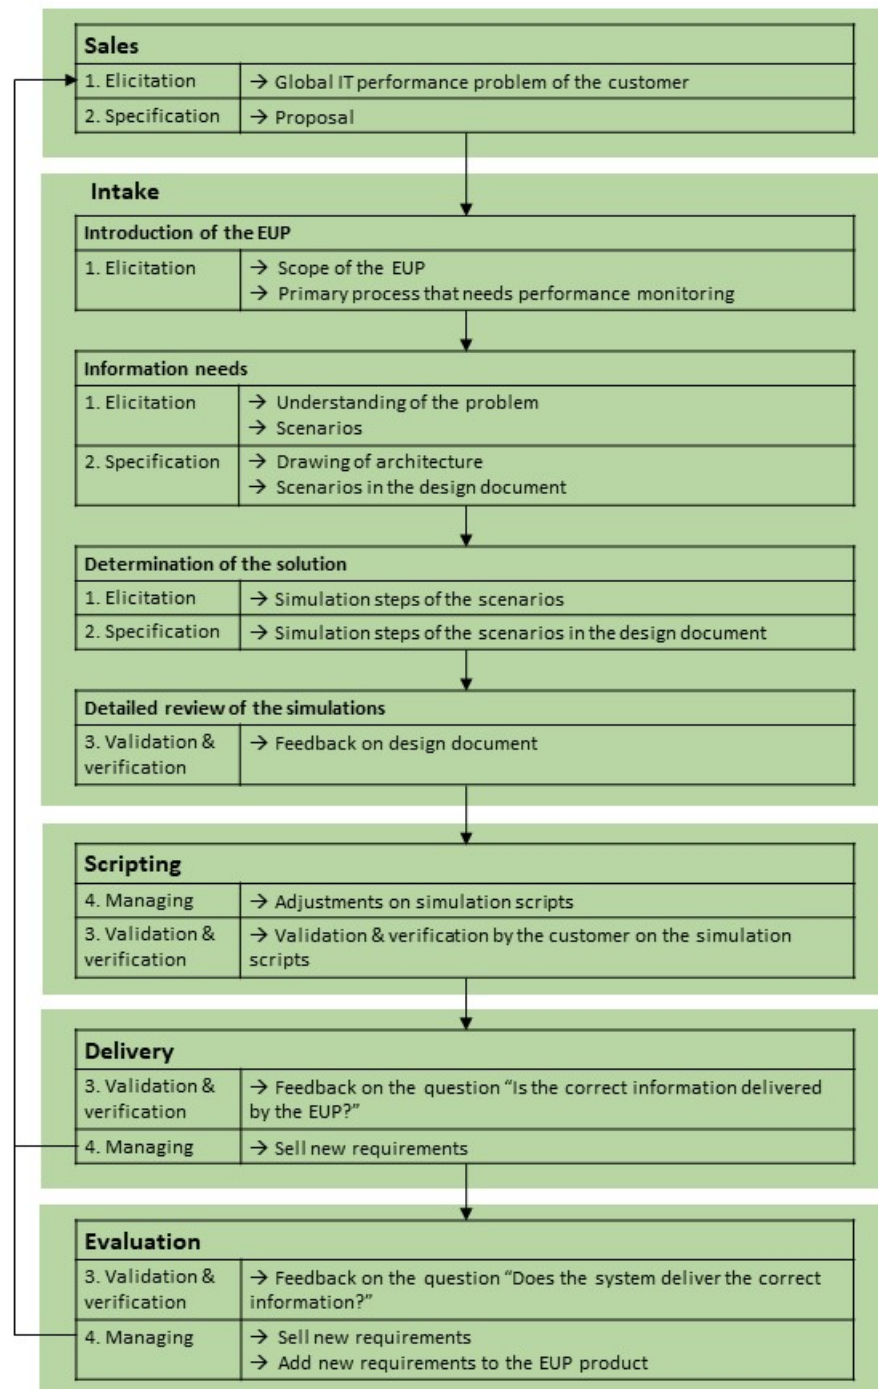 Sales
1. Elicitation → Global IT performance problem of the customer
2. Specification → Proposal
Intake
Introduction of the EUP
1. Elicitation → Scope of the EUP
→ Primary process that needs performance monitoring
Information needs
1. Elicitation → Understanding of the problem
→ Scenarios
2. Specification → Drawing of architecture
→ Scenarios in the design document
Determination of the solution
1. Elicitation → Simulation steps of the scenarios
2. Specification → Simulation steps of the scenarios in the design document
Detailed review of the simulations
3. Validation & → Feedback on design document
verification
Scripting
4. Managing → Adjustments on simulation scripts
3. Validation & → Validation & verification by the customer on the simulation
verification scripts
Delivery
3. Validation & → Feedback on the question “Is the correct information delivered
verification by the EUP?”
4. Managing → Sell new requirements
Evaluation
3. Validation & → Feedback on the question “Does the system deliver the correct
verification information?”
4. Managing → Sell new requirements
→ Add new requirements to the EUP product